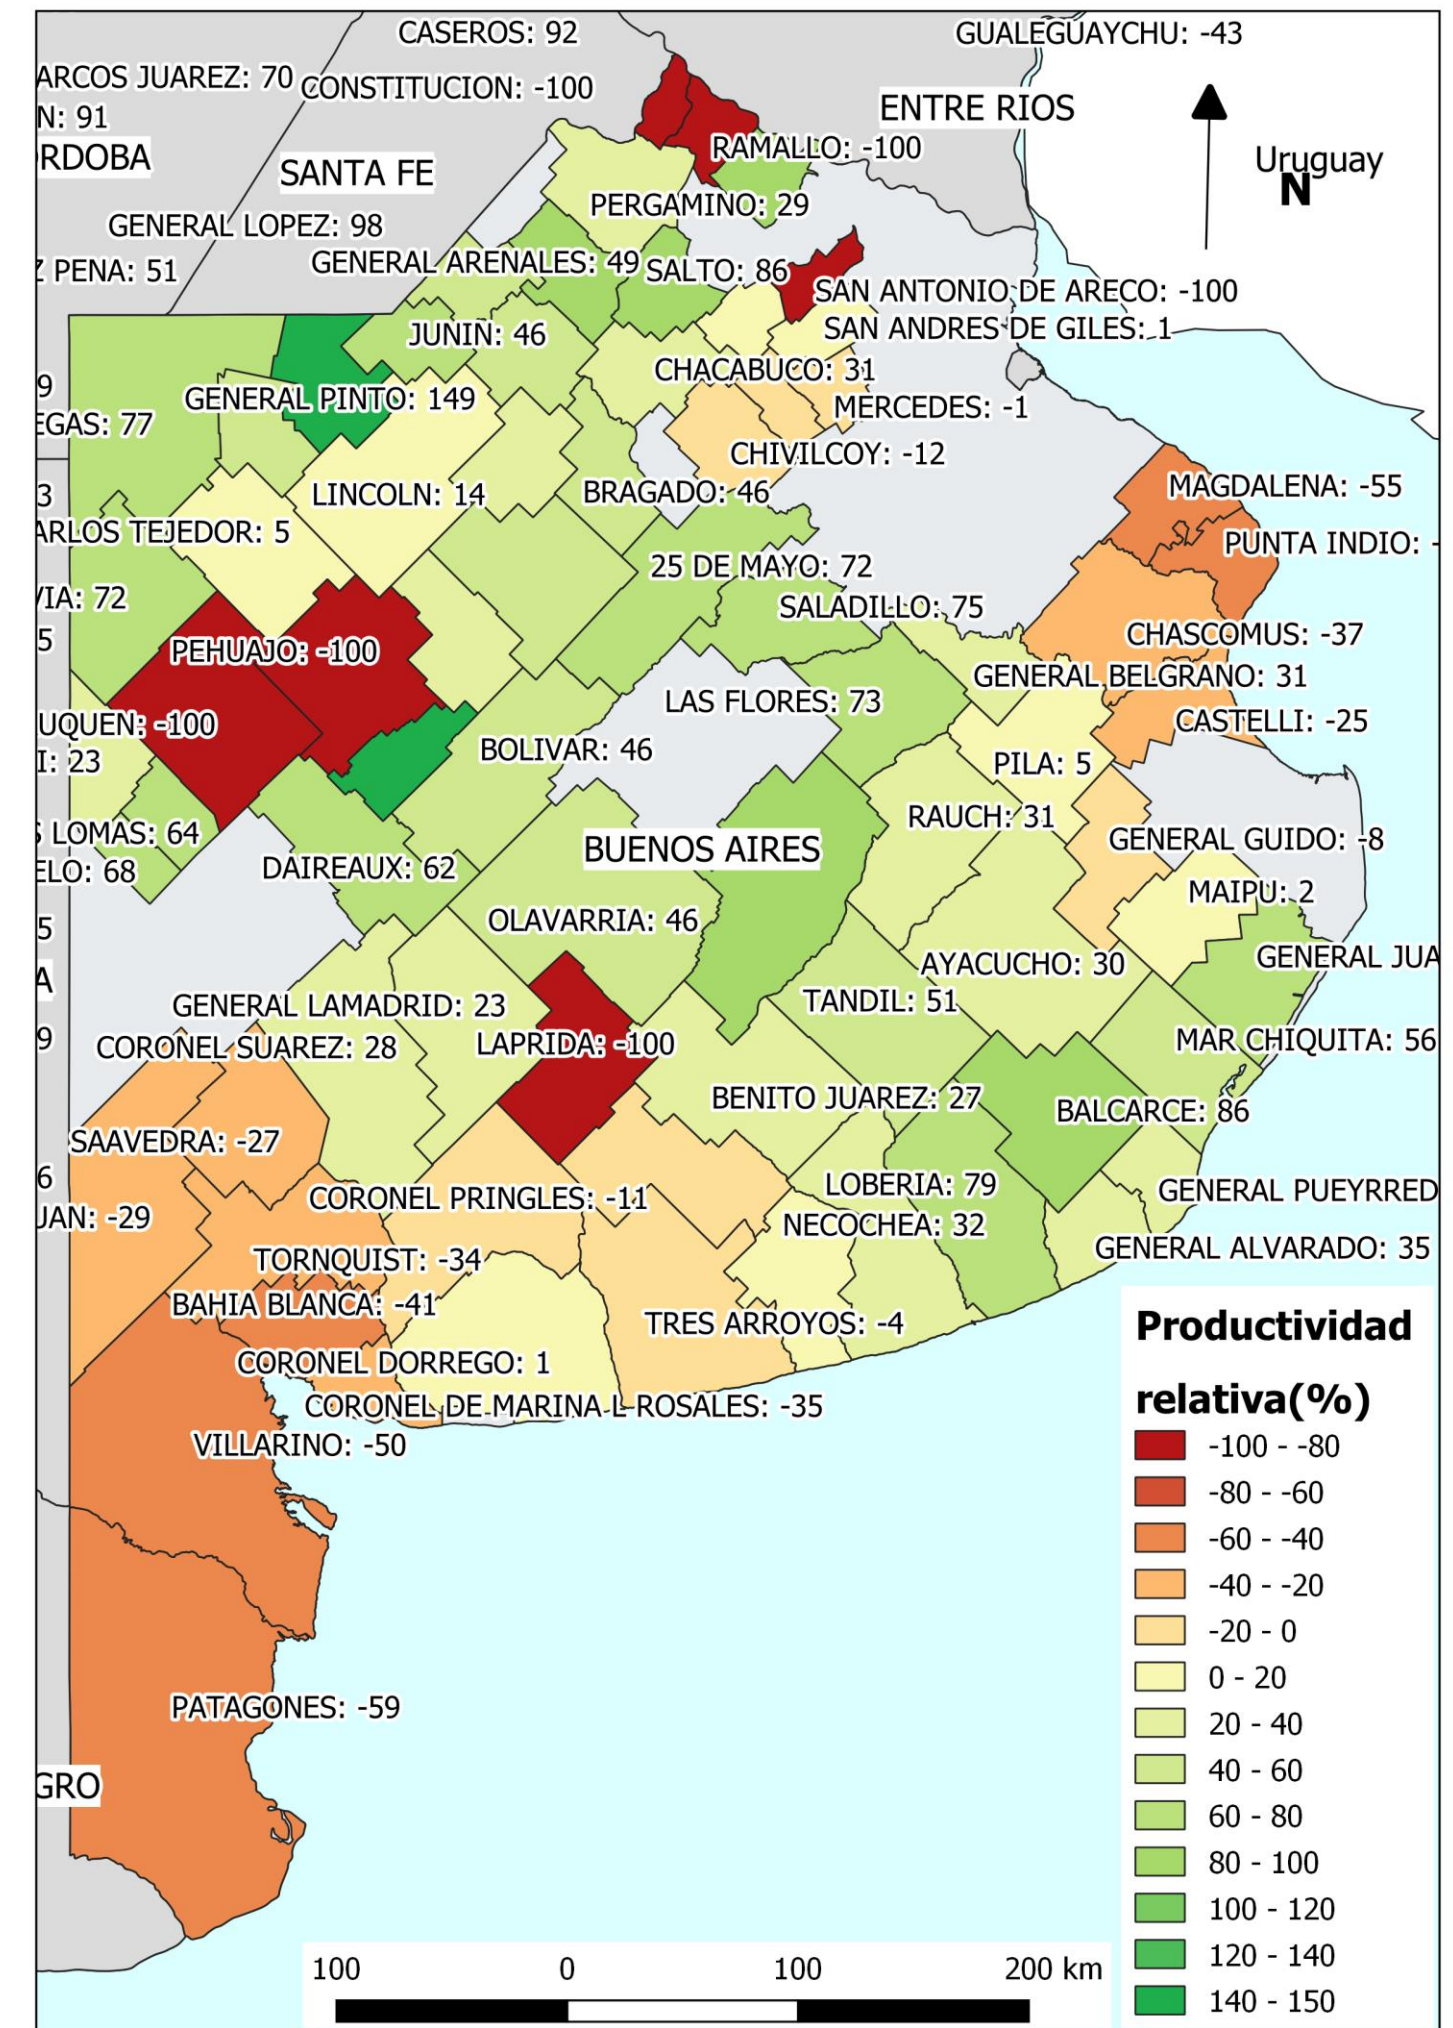 CASEROS: 92
GUALEGUAYCHU: -43
ARCOS JUAREZ: 70
CONSTITUCION: -100
ENTRE RIOS
N: 91
RAMALLO: -100
RDOBA
SANTA FE
Uruguay
N
PERGAMINO: 29
GENERAL LOPEZ: 98
GENERAL ARENALES: 49
SALTO: 86
Z PENA: 51
SAN ANTONIO DE ARECO: -100
SAN ANDRES DE GILES: 1
JUNIN: 46
CHACABUCO: 31
9
GENERAL PINTO: 149
MERCEDES: -1
EGAS: 77
CHIVILCOY: -12
MAGDALENA: -55
LINCOLN: 14
BRAGADO: 46
3
ARLOS TEJEDOR: 5
PUNTA INDIO: -
25 DE MAYO: 72
VIA: 72
SALADILLO: 75
CHASCOMUS: -37
5
PEHUAJO: -100
GENERAL BELGRANO: 31
LAS FLORES: 73
UQUEN: -100
CASTELLI: -25
BOLIVAR: 46
I: 23
PILA: 5
RAUCH: 31
S LOMAS: 64
GENERAL GUIDO: -8
BUENOS AIRES
ELO: 68
DAIREAUX: 62
MAIPU: 2
5
OLAVARRIA: 46
GENERAL JUA
AYACUCHO: 30
A
GENERAL LAMADRID: 23
TANDIL: 51
9
CORONEL SUAREZ: 28
LAPRIDA: -100
MAR CHIQUITA: 56
BENITO JUAREZ: 27
BALCARCE: 86
SAAVEDRA: -27
6
LOBERIA: 79
GENERAL PUEYRRED
CORONEL PRINGLES: -11
UAN: -29
NECOCHEA: 32
GENERAL ALVARADO: 35
TORNQUIST: -34
BAHIA BLANCA: -41
TRES ARROYOS: -4
CORONEL DORREGO: 1
CORONEL DE MARINA L ROSALES: -35
VILLARINO: -50
PATAGONES: -59
GRO
Productividad
relativa(%)
-100 - -80
-80 - -60
-60 - -40
-40 - -20
-20 - 0
0 - 20
20 - 40
40 - 60
60 - 80
80 - 100
100 - 120
120 - 140
140 - 150
100 0 100 200 km